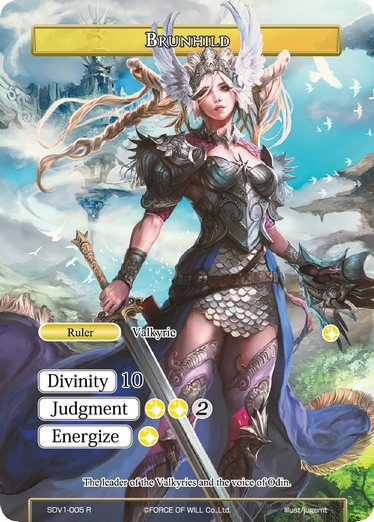 Brunhild
Ruler Valkyrie
Divinity 10
Judgment 2
Energize
The leader of the Valkyries and the voice of Odin.
SDV1-005 R ©FORCE OF WILL Co.,Ltd. Illust/jugemt